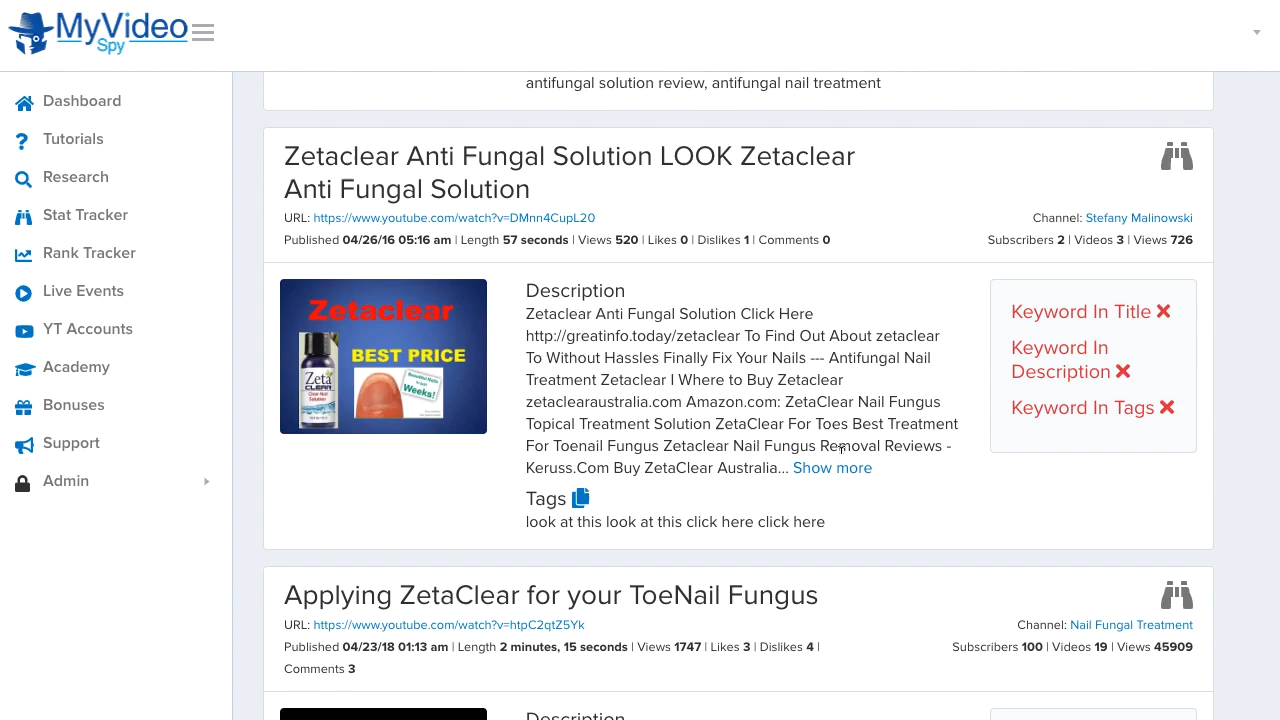 MyVideo
Spy
Dashboard
Tutorials
Research
Stat Tracker
Rank Tracker
Live Events
YT Accounts
Academy
Bonuses
Support
Admin
antifungal solution review, antifungal nail treatment
Zetaclear Anti Fungal Solution LOOK Zetaclear
Anti Fungal Solution
URL: https://www.youtube.com/watch?v=DMnn4CupL20
Channel: Stefany Malinowski
Published 04/26/16 05:16 am | Length 57 seconds | Views 520 | Likes 0 | Dislikes 1 | Comments 0
Subscribers 2 | Videos 3 | Views 726
Zetaclear
BEST PRICE
Zeta
CLEAR
Clear Nail
Solution
Weeks!
Description
Zetaclear Anti Fungal Solution Click Here
http://greatinfo.today/zetaclear To Find Out About zetaclear
To Without Hassles Finally Fix Your Nails --- Antifungal Nail
Treatment Zetaclear I Where to Buy Zetaclear
zetaclearaustralia.com Amazon.com: ZetaClear Nail Fungus
Topical Treatment Solution ZetaClear For Toes Best Treatment
For Toenail Fungus Zetaclear Nail Fungus Removal Reviews -
Keruss.Com Buy ZetaClear Australia... Show more
Tags
look at this look at this click here click here
Keyword In Title
Keyword In
Description
Keyword In Tags
Applying ZetaClear for your ToeNail Fungus
URL: https://www.youtube.com/watch?v=htpC2qtZ5Yk
Channel: Nail Fungal Treatment
Published 04/23/18 01:13 am | Length 2 minutes, 15 seconds | Views 1747 | Likes 3 | Dislikes 4 |
Comments 3
Subscribers 100 | Videos 19 | Views 45909
Description